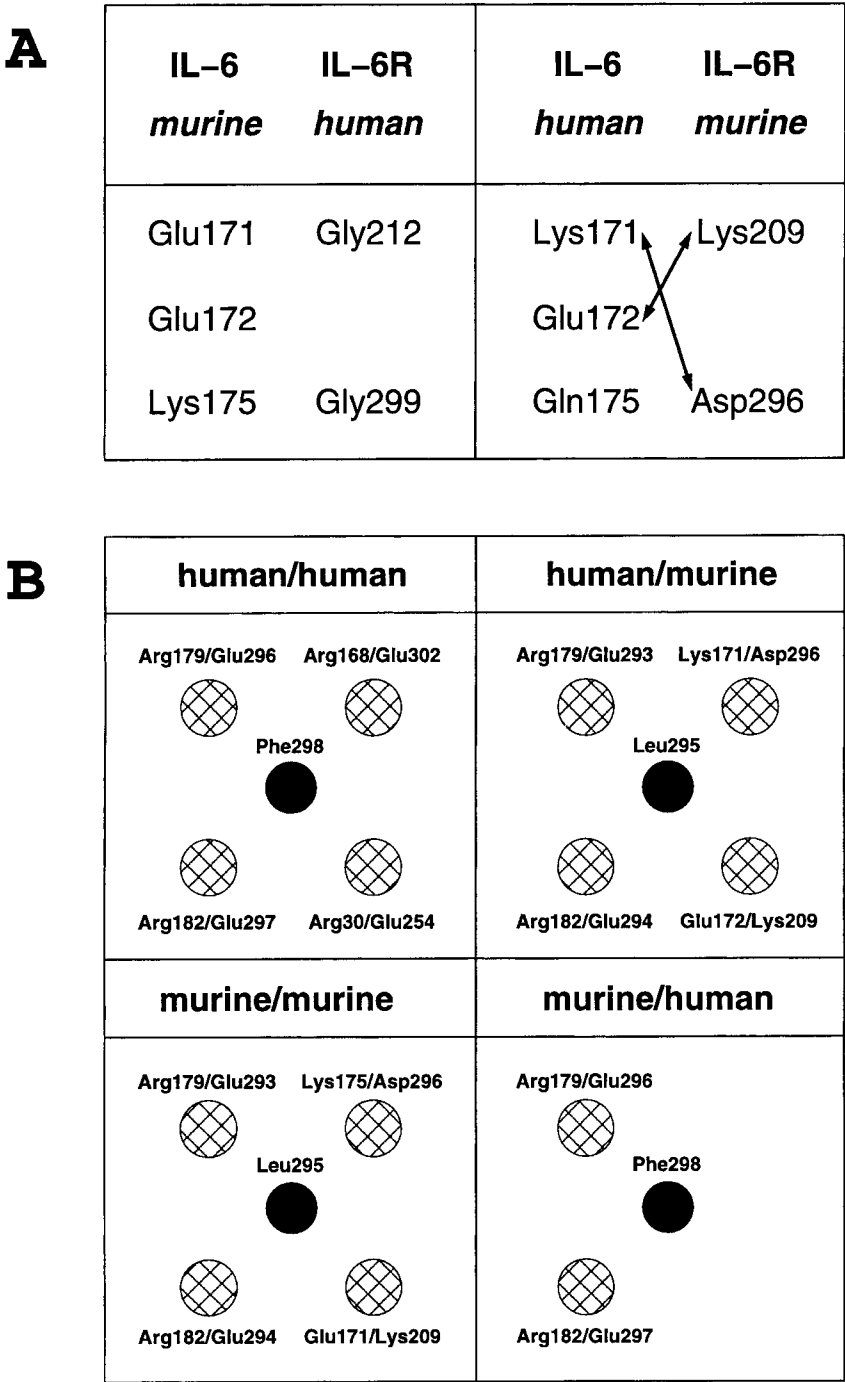 A
IL–6 IL–6R IL–6 IL–6R
murine human human murine
Glu171 Gly212 Lys171 Lys209
Glu172 Glu172
Lys175 Gly299 Gln175 Asp296
B
human/human human/murine
Arg179/Glu296 Arg168/Glu302 Arg179/Glu293 Lys171/Asp296
Phe298 Leu295
Arg182/Glu297 Arg30/Glu254 Arg182/Glu294 Glu172/Lys209
murine/murine murine/human
Arg179/Glu293 Lys175/Asp296 Arg179/Glu296
Leu295 Phe298
Arg182/Glu294 Glu171/Lys209 Arg182/Glu297